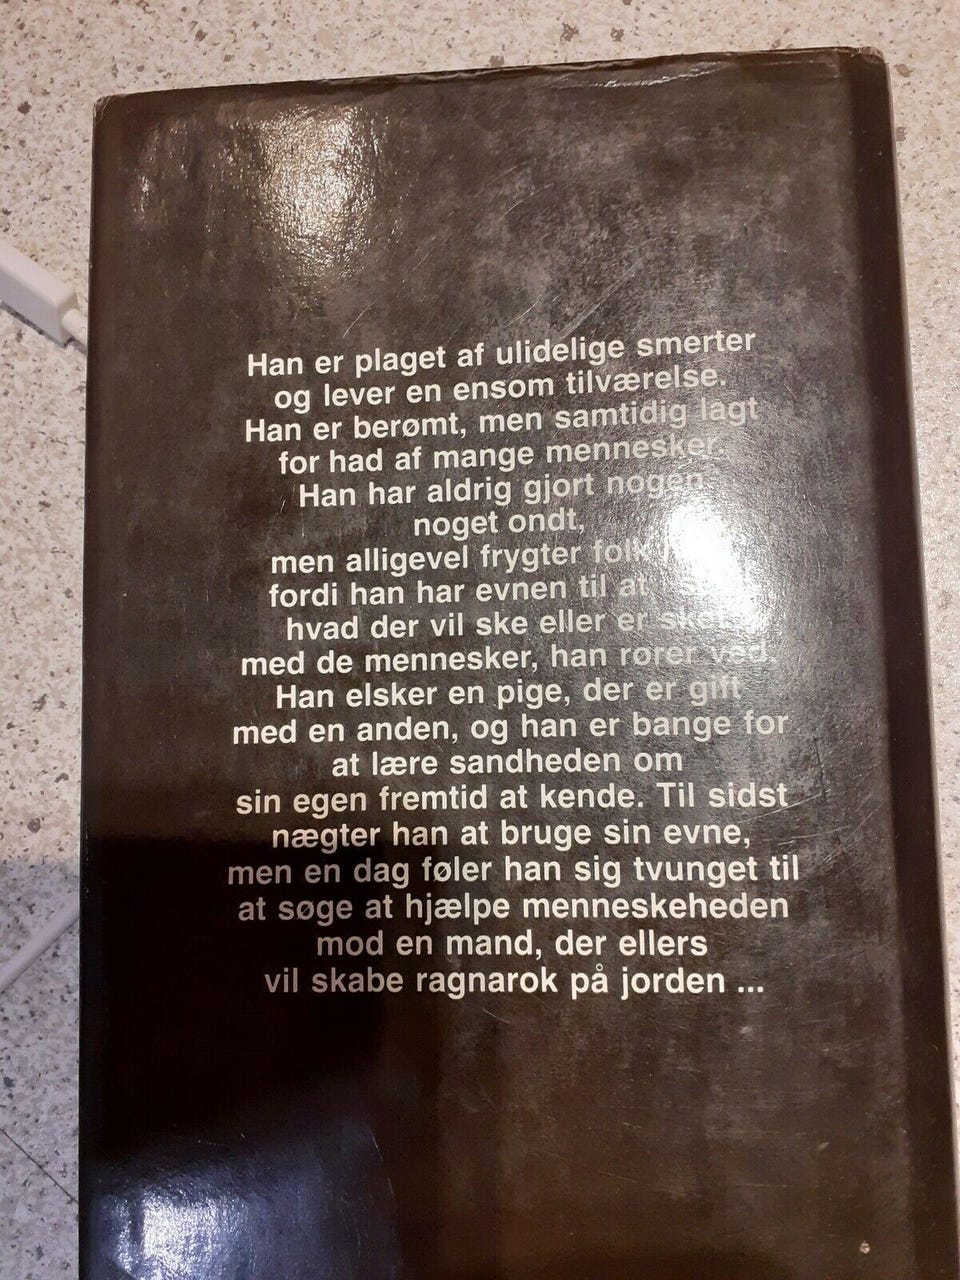 Han er plaget af ulidelige smerter
og lever en ensom tilværelse.
Han er berømt, men samtidig lagt
for had af mange mennesker.
Han har aldrig gjort nogen
noget ondt,
men alligevel frygter folk
fordi han har evnen til at
hvad der vil ske eller er
med de mennesker, han rører ved.
Han elsker en pige, der er gift
med en anden, og han er bange for
at lære sandheden om
sin egen fremtid at kende. Til sidst
nægter han at bruge sin evne,
men en dag føler han sig tvunget til
at søge at hjælpe menneskeheden
mod en mand, der ellers
vil skabe ragnarok på jorden ...